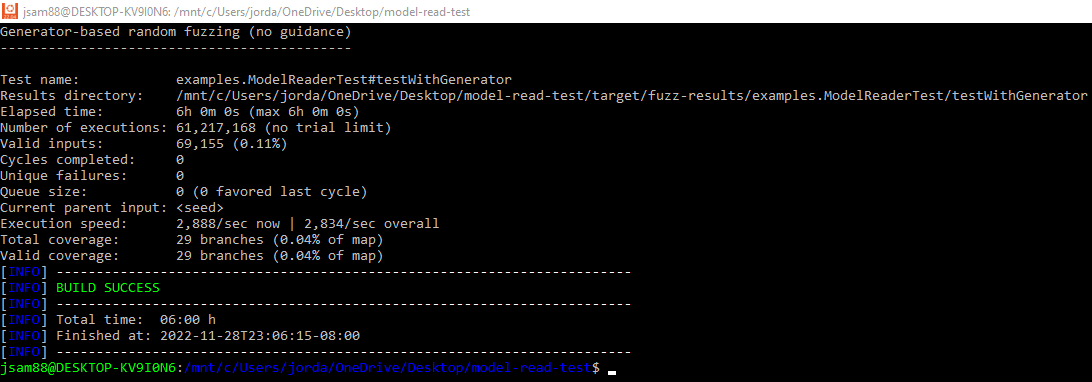 jsam88@DESKTOP-KV9I0N6: /mnt/c/Users/jorda/OneDrive/Desktop/model-read-test
Generator-based random fuzzing (no guidance)
--------------------------------------------
Test name:            examples.ModelReaderTest#testWithGenerator
Results directory:    /mnt/c/Users/jorda/OneDrive/Desktop/model-read-test/target/fuzz-results/examples.ModelReaderTest/testWithGenerator
Elapsed time:         6h 0m 0s (max 6h 0m 0s)
Number of executions: 61,217,168 (no trial limit)
Valid inputs:         69,155 (0.11%)
Cycles completed:     0
Unique failures:      0
Queue size:           0 (0 favored last cycle)
Current parent input: <seed>
Execution speed:      2,888/sec now | 2,834/sec overall
Total coverage:       29 branches (0.04% of map)
Valid coverage:       29 branches (0.04% of map)
[INFO] ------------------------------------------------------------------------
[INFO] BUILD SUCCESS
[INFO] ------------------------------------------------------------------------
[INFO] Total time:  06:00 h
[INFO] Finished at: 2022-11-28T23:06:15-08:00
[INFO] ------------------------------------------------------------------------
jsam88@DESKTOP-KV9I0N6:/mnt/c/Users/jorda/OneDrive/Desktop/model-read-test$